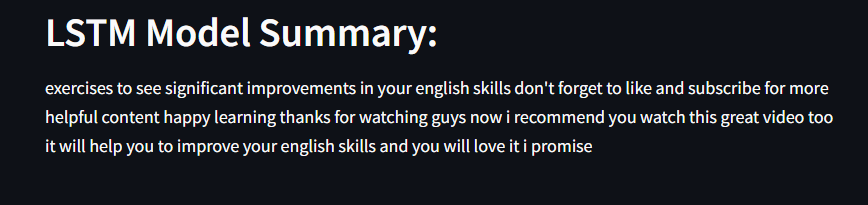 LSTM Model Summary:
exercises to see significant improvements in your english skills don't forget to like and subscribe for more
helpful content happy learning thanks for watching guys now i recommend you watch this great video too
it will help you to improve your english skills and you will love it i promise